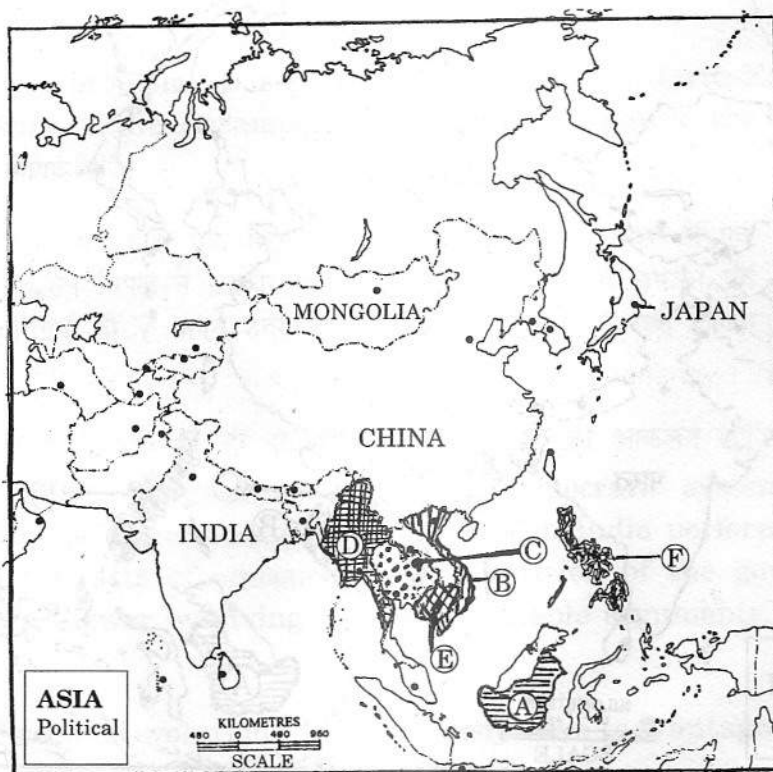 MONGOLIA
JAPAN
CHINA
INDIA
D
C
B
F
E
A
ASIA
Political
KILOMETRES
480 0 480 960
SCALE